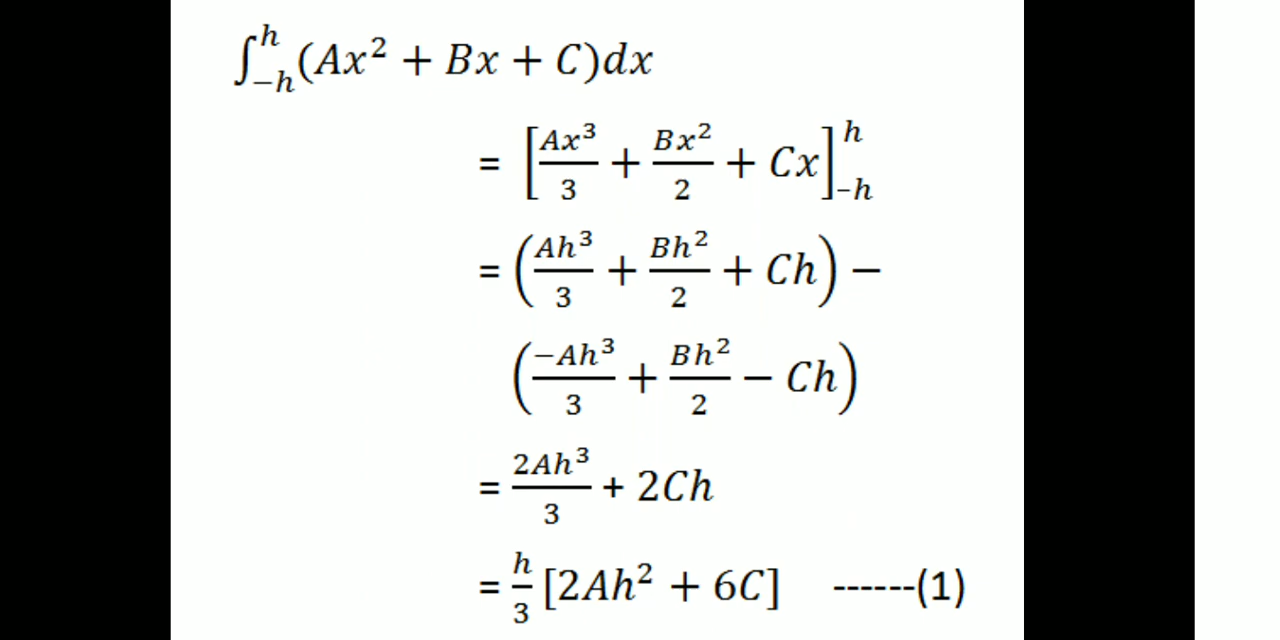 ∫_{-h}^{h}(Ax² + Bx + C)dx
= [Ax³/3 + Bx²/2 + Cx]_{-h}^{h}
= (Ah³/3 + Bh²/2 + Ch) −
(−Ah³/3 + Bh²/2 − Ch)
= 2Ah³/3 + 2Ch
= h/3 [2Ah² + 6C] ------(1)